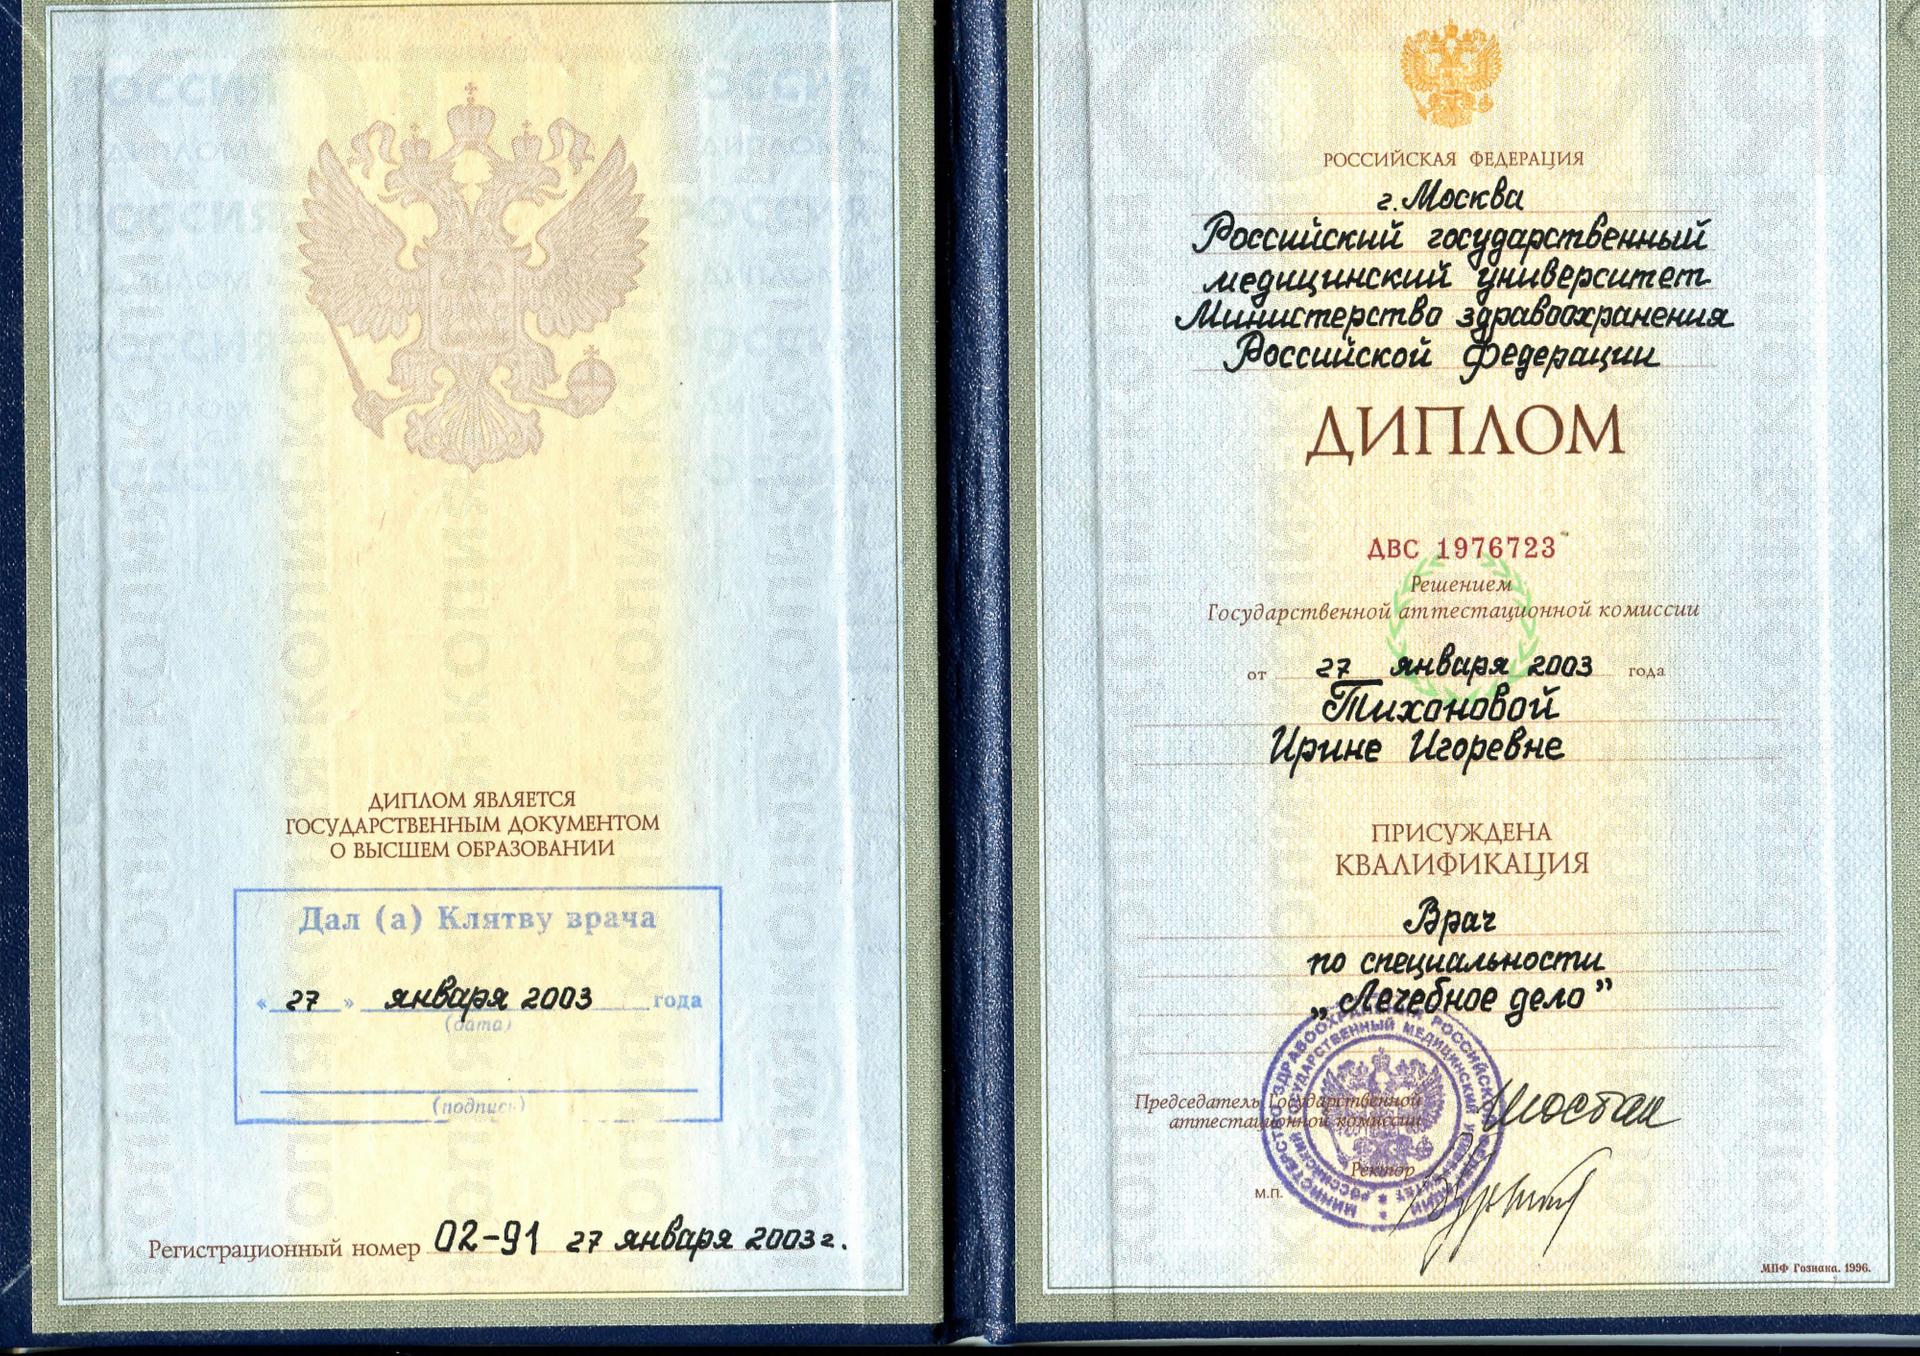 ДИПЛОМ ЯВЛЯЕТСЯ
ГОСУДАРСТВЕННЫМ ДОКУМЕНТОМ
О ВЫСШЕМ ОБРАЗОВАНИИ
Дал (а) Клятву врача
« 27 » января 2003 года
(дата)
(подпись)
Регистрационный номер 02-91 27 января 2003 г.
РОССИЙСКАЯ ФЕДЕРАЦИЯ
г. Москва
Российский государственный
медицинский университет
Министерство здравоохранения
Российской Федерации
ДИПЛОМ
ДВС 1976723
Решением
Государственной аттестационной комиссии
от 27 января 2003 года
Тихоновой
Ирине Игоревне
ПРИСУЖДЕНА
КВАЛИФИКАЦИЯ
Врач
по специальности
„Лечебное дело”
Председатель Государственной
аттестационной комиссии
Ректор
М.П.
МПФ Гознака. 1996.